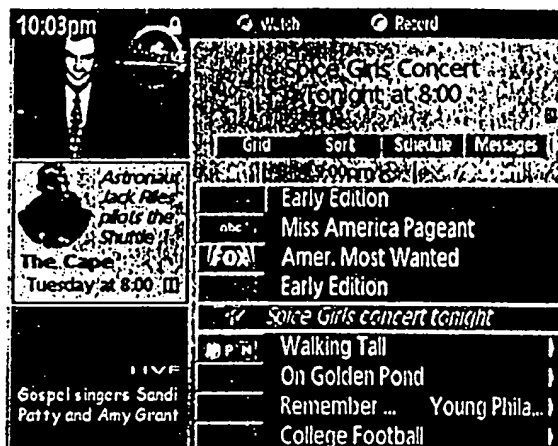 10:03pm
Watch Record
Spice Girls Concert
Tonight at 8:00
Grid Sort Schedule Messages
Astronaut
Jack Riles
pilots the
Shuttle
The Cape
Tuesday at 8:00
Early Edition
abc Miss America Pageant
FOX Amer. Most Wanted
Early Edition
Spice Girls concert tonight
Walking Tall
On Golden Pond
Remember ... Young Phila...
College Football
LIVE
Gospel singers Sandi
Patty and Amy Grant